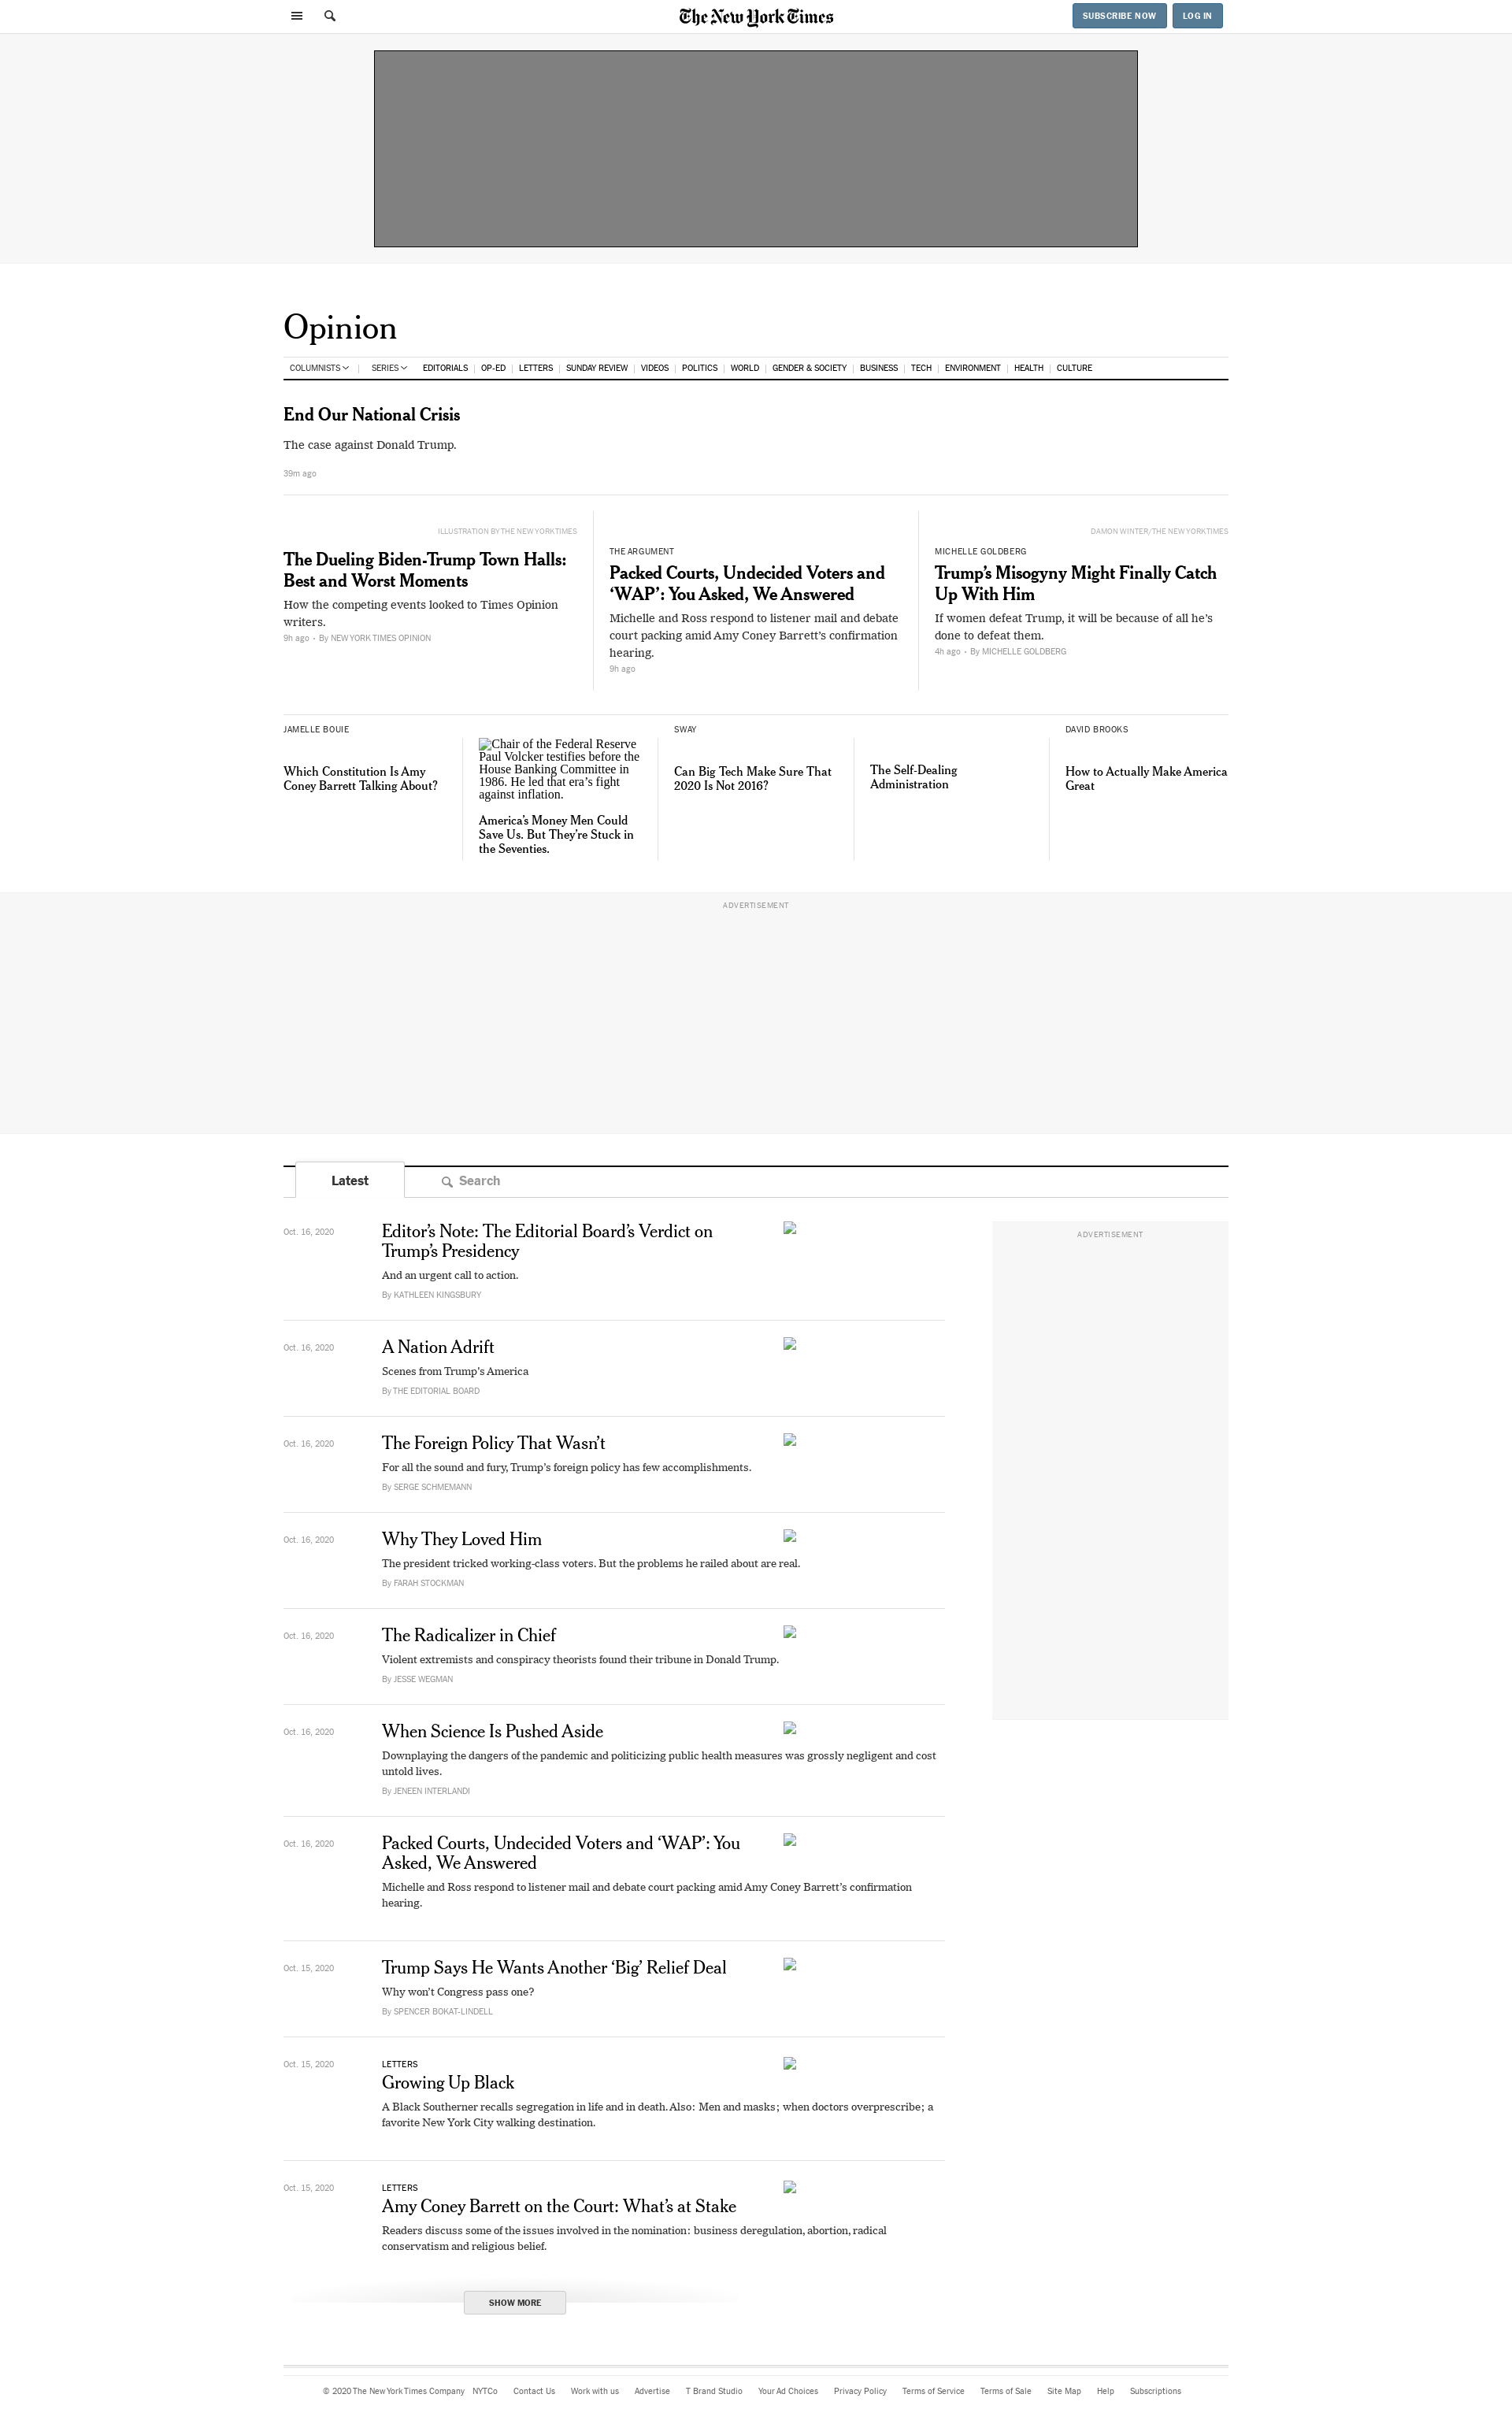 The New York Times
SUBSCRIBE NOW
LOG IN
Opinion
COLUMNISTS
SERIES
EDITORIALS
OP-ED
LETTERS
SUNDAY REVIEW
VIDEOS
POLITICS
WORLD
GENDER & SOCIETY
BUSINESS
TECH
ENVIRONMENT
HEALTH
CULTURE
End Our National Crisis
The case against Donald Trump.
39m ago
ILLUSTRATION BY THE NEW YORK TIMES
The Dueling Biden-Trump Town Halls:
Best and Worst Moments
How the competing events looked to Times Opinion
writers.
9h ago • By NEW YORK TIMES OPINION
THE ARGUMENT
Packed Courts, Undecided Voters and
‘WAP’: You Asked, We Answered
Michelle and Ross respond to listener mail and debate
court packing amid Amy Coney Barrett’s confirmation
hearing.
9h ago
DAMON WINTER/THE NEW YORK TIMES
MICHELLE GOLDBERG
Trump’s Misogyny Might Finally Catch
Up With Him
If women defeat Trump, it will be because of all he’s
done to defeat them.
4h ago • By MICHELLE GOLDBERG
JAMELLE BOUIE
Which Constitution Is Amy
Coney Barrett Talking About?
Chair of the Federal Reserve
Paul Volcker testifies before the
House Banking Committee in
1986. He led that era’s fight
against inflation.
America’s Money Men Could
Save Us. But They’re Stuck in
the Seventies.
SWAY
Can Big Tech Make Sure That
2020 Is Not 2016?
The Self-Dealing
Administration
DAVID BROOKS
How to Actually Make America
Great
ADVERTISEMENT
Latest
Search
Oct. 16, 2020
Editor’s Note: The Editorial Board’s Verdict on
Trump’s Presidency
And an urgent call to action.
By KATHLEEN KINGSBURY
ADVERTISEMENT
Oct. 16, 2020
A Nation Adrift
Scenes from Trump’s America
By THE EDITORIAL BOARD
Oct. 16, 2020
The Foreign Policy That Wasn’t
For all the sound and fury, Trump’s foreign policy has few accomplishments.
By SERGE SCHMEMANN
Oct. 16, 2020
Why They Loved Him
The president tricked working-class voters. But the problems he railed about are real.
By FARAH STOCKMAN
Oct. 16, 2020
The Radicalizer in Chief
Violent extremists and conspiracy theorists found their tribune in Donald Trump.
By JESSE WEGMAN
Oct. 16, 2020
When Science Is Pushed Aside
Downplaying the dangers of the pandemic and politicizing public health measures was grossly negligent and cost
untold lives.
By JENEEN INTERLANDI
Oct. 16, 2020
Packed Courts, Undecided Voters and ‘WAP’: You
Asked, We Answered
Michelle and Ross respond to listener mail and debate court packing amid Amy Coney Barrett’s confirmation
hearing.
Oct. 15, 2020
Trump Says He Wants Another ‘Big’ Relief Deal
Why won’t Congress pass one?
By SPENCER BOKAT-LINDELL
Oct. 15, 2020
LETTERS
Growing Up Black
A Black Southerner recalls segregation in life and in death. Also: Men and masks; when doctors overprescribe; a
favorite New York City walking destination.
Oct. 15, 2020
LETTERS
Amy Coney Barrett on the Court: What’s at Stake
Readers discuss some of the issues involved in the nomination: business deregulation, abortion, radical
conservatism and religious belief.
SHOW MORE
© 2020 The New York Times Company NYTCo Contact Us Work with us Advertise T Brand Studio Your Ad Choices Privacy Policy Terms of Service Terms of Sale Site Map Help Subscriptions